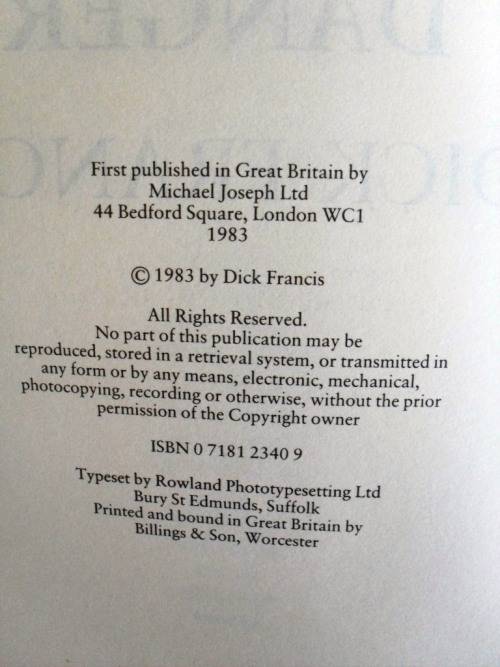 First published in Great Britain by
Michael Joseph Ltd
44 Bedford Square, London WC1
1983
© 1983 by Dick Francis
All Rights Reserved.
No part of this publication may be
reproduced, stored in a retrieval system, or transmitted in
any form or by any means, electronic, mechanical,
photocopying, recording or otherwise, without the prior
permission of the Copyright owner
ISBN 0 7181 2340 9
Typeset by Rowland Phototypesetting Ltd
Bury St Edmunds, Suffolk
Printed and bound in Great Britain by
Billings & Son, Worcester